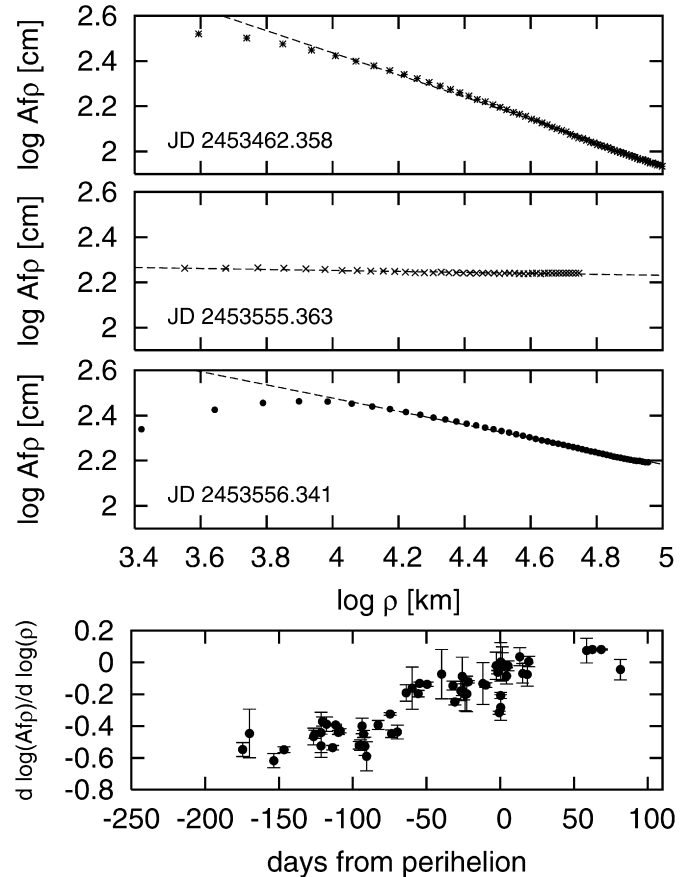 2.6
2.4
2.2
2
log Afρ [cm]
JD 2453462.358
2.6
2.4
2.2
2
log Afρ [cm]
JD 2453555.363
2.6
2.4
2.2
2
log Afρ [cm]
JD 2453556.341
3.4 3.6 3.8 4 4.2 4.4 4.6 4.8 5
log ρ [km]
0.2
0
-0.2
-0.4
-0.6
-0.8
d log(Afρ)/d log(ρ)
-250 -200 -150 -100 -50 0 50 100
days from perihelion